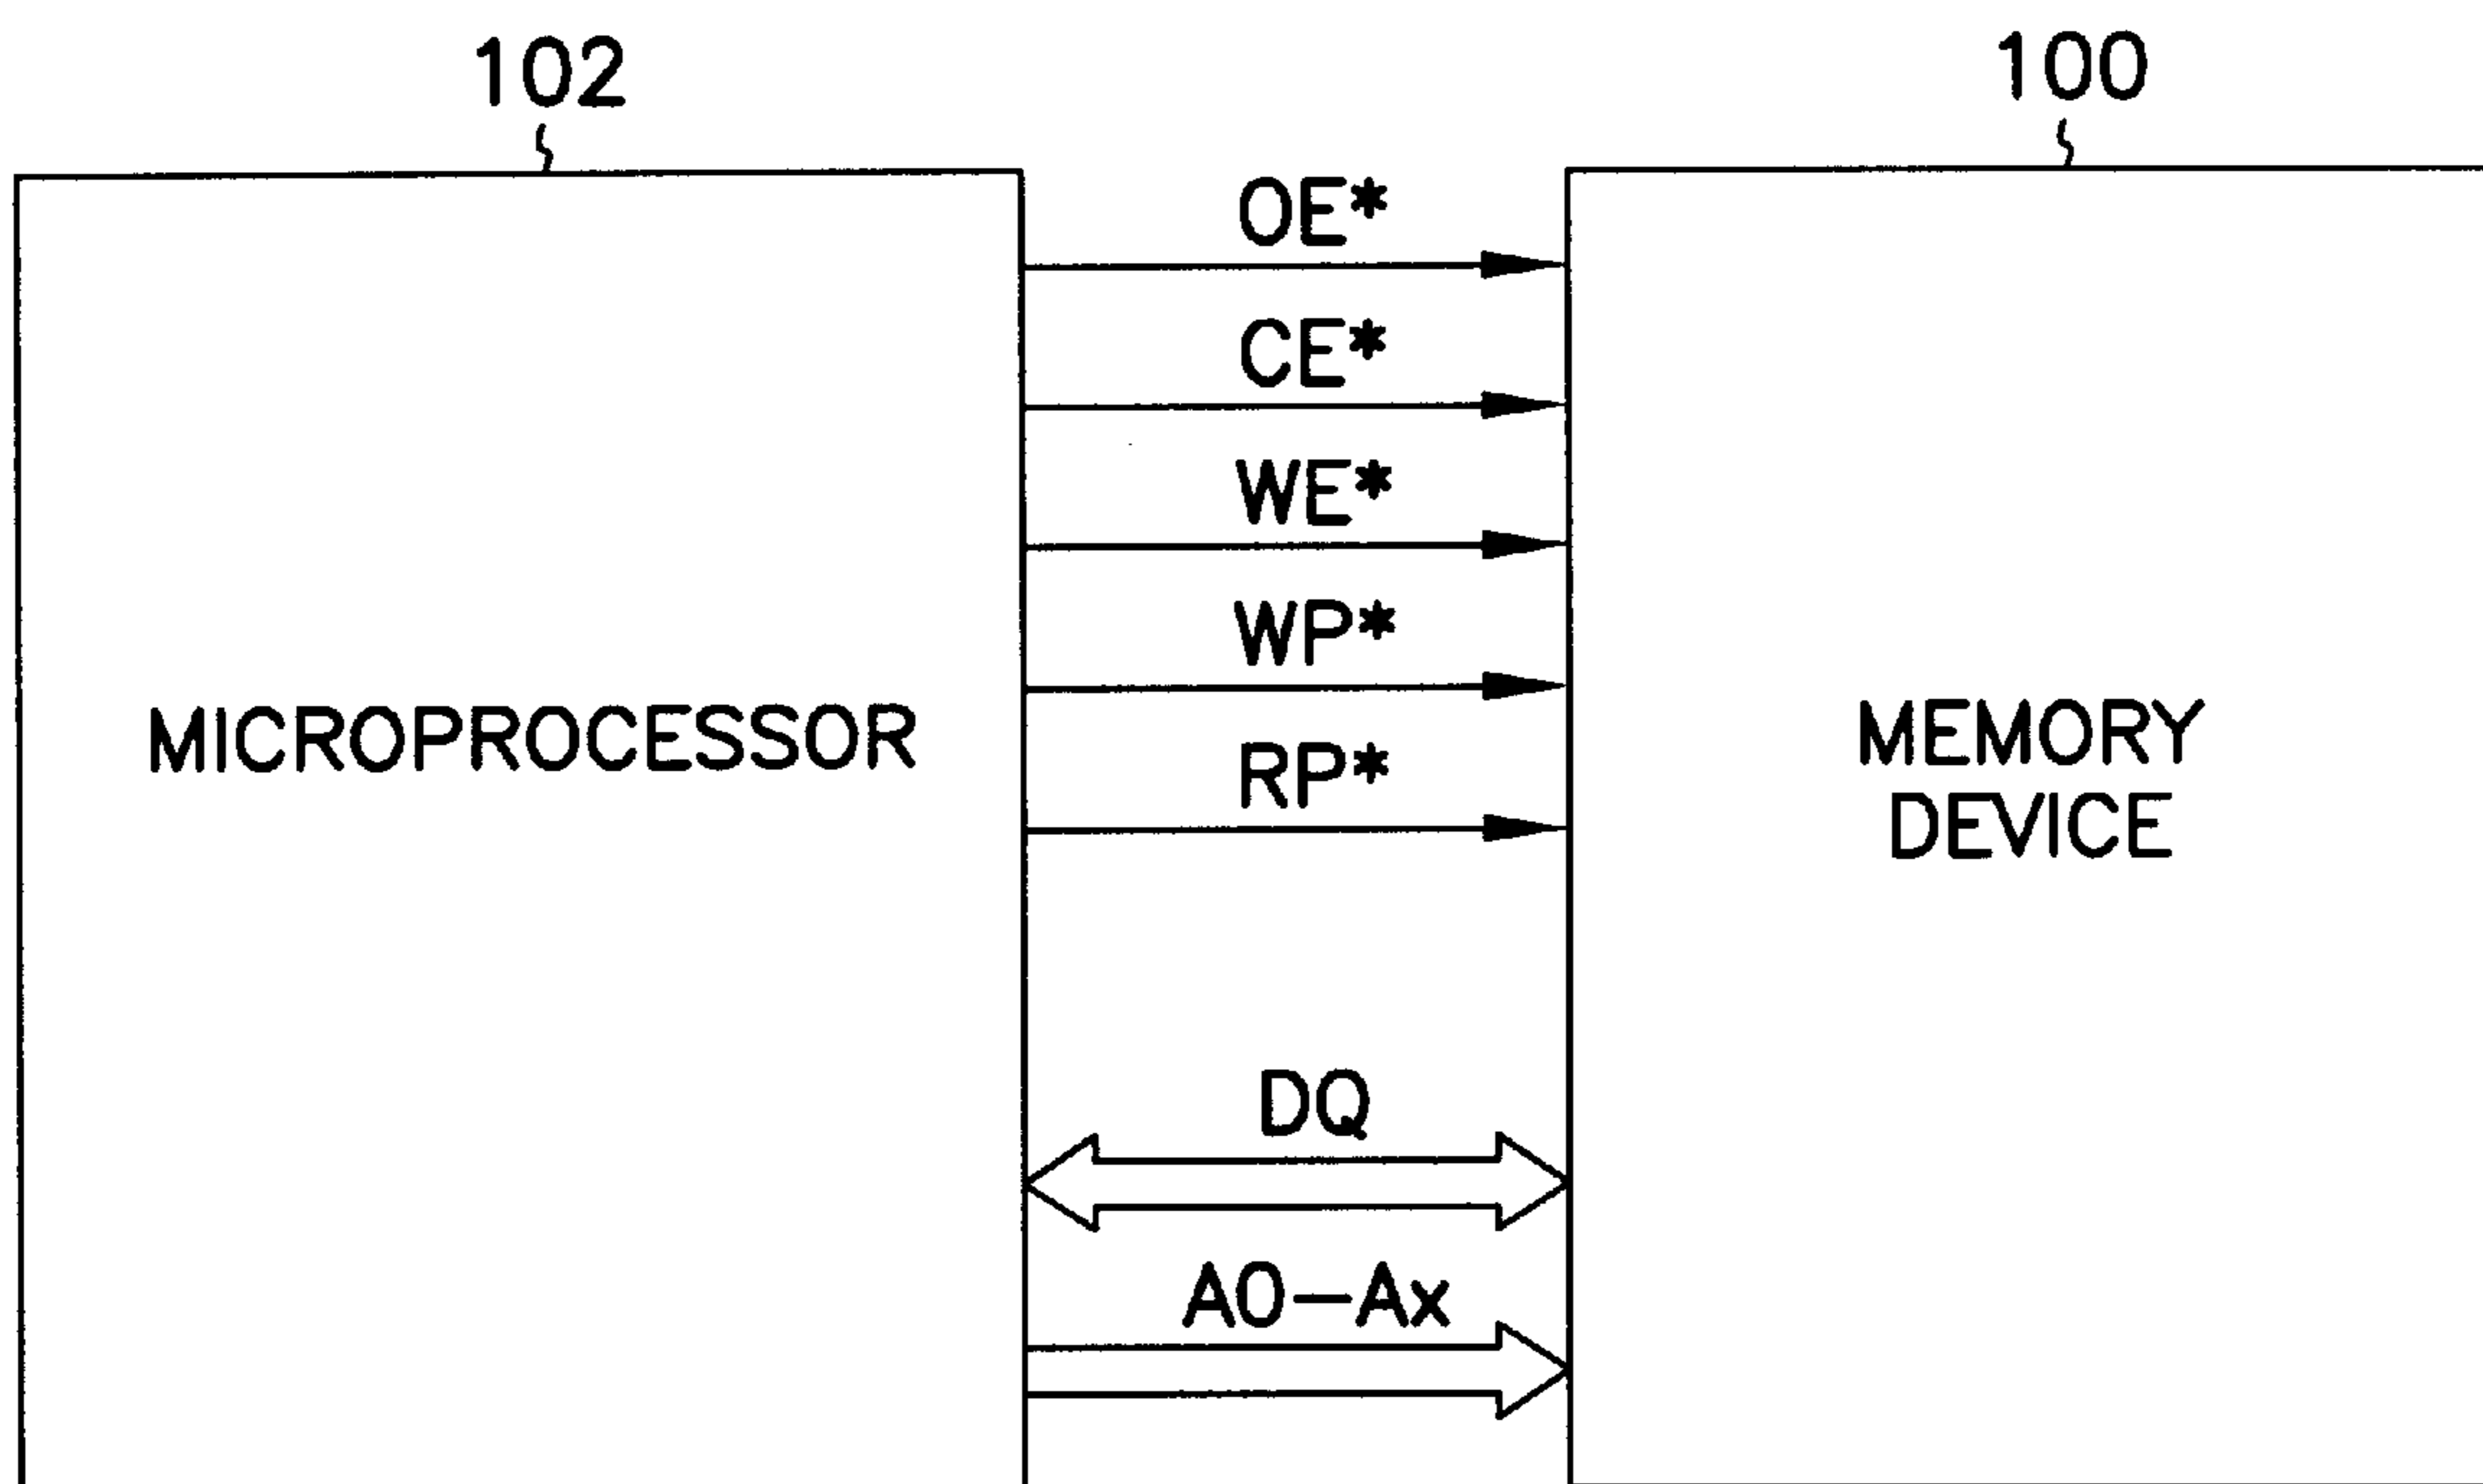 102
100
OE*
CE*
WE*
WP*
RP*
MICROPROCESSOR
MEMORY
DEVICE
DQ
A0-Ax